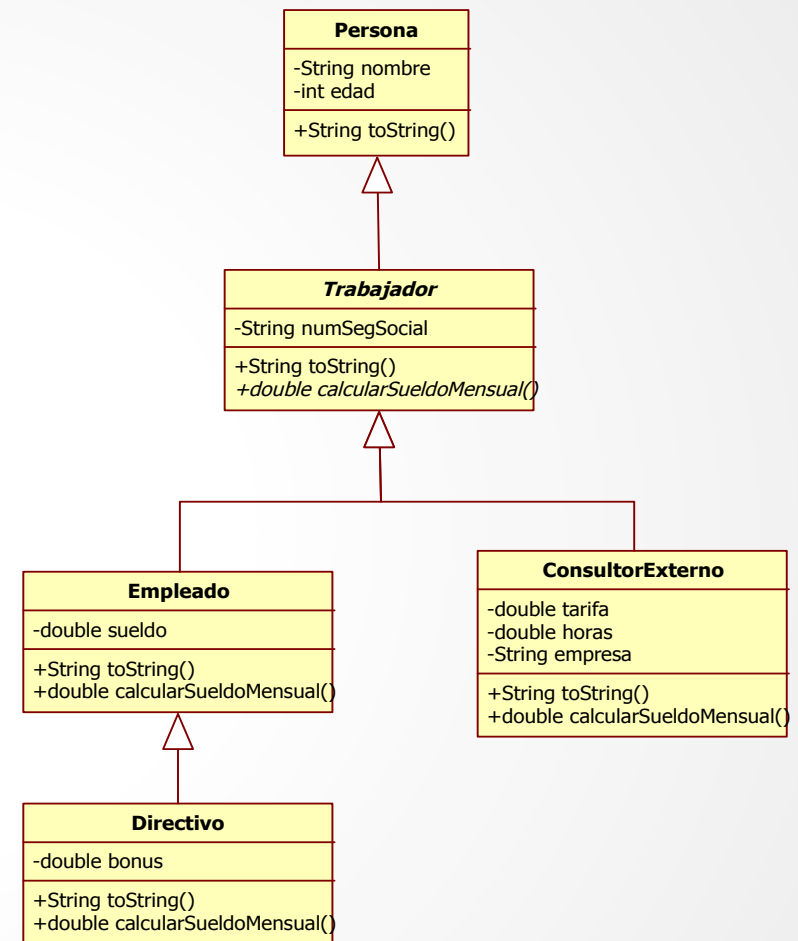 Persona
-String nombre
-int edad
+String toString()
Trabajador
-String numSegSocial
+String toString()
+double calcularSueldoMensual()
Empleado
-double sueldo
+String toString()
+double calcularSueldoMensual()
ConsultorExterno
-double tarifa
-double horas
-String empresa
+String toString()
+double calcularSueldoMensual()
Directivo
-double bonus
+String toString()
+double calcularSueldoMensual()